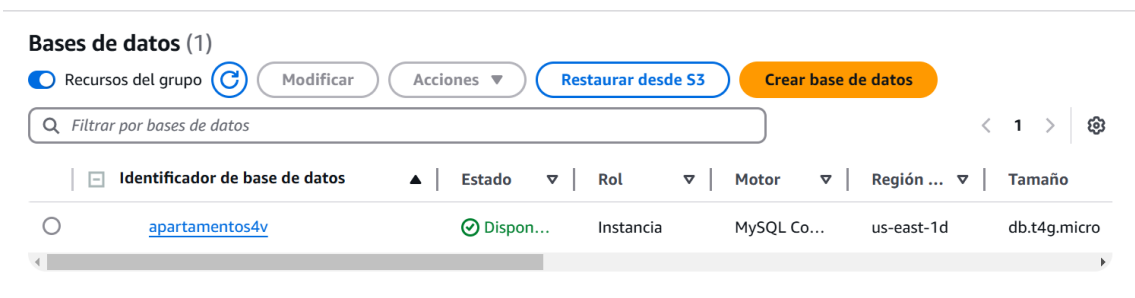 Bases de datos (1)
Recursos del grupo Modificar Acciones Restaurar desde S3 Crear base de datos
Filtrar por bases de datos 1
Identificador de base de datos Estado Rol Motor Región ... Tamaño
apartamentos4v Dispon... Instancia MySQL Co... us-east-1d db.t4g.micro